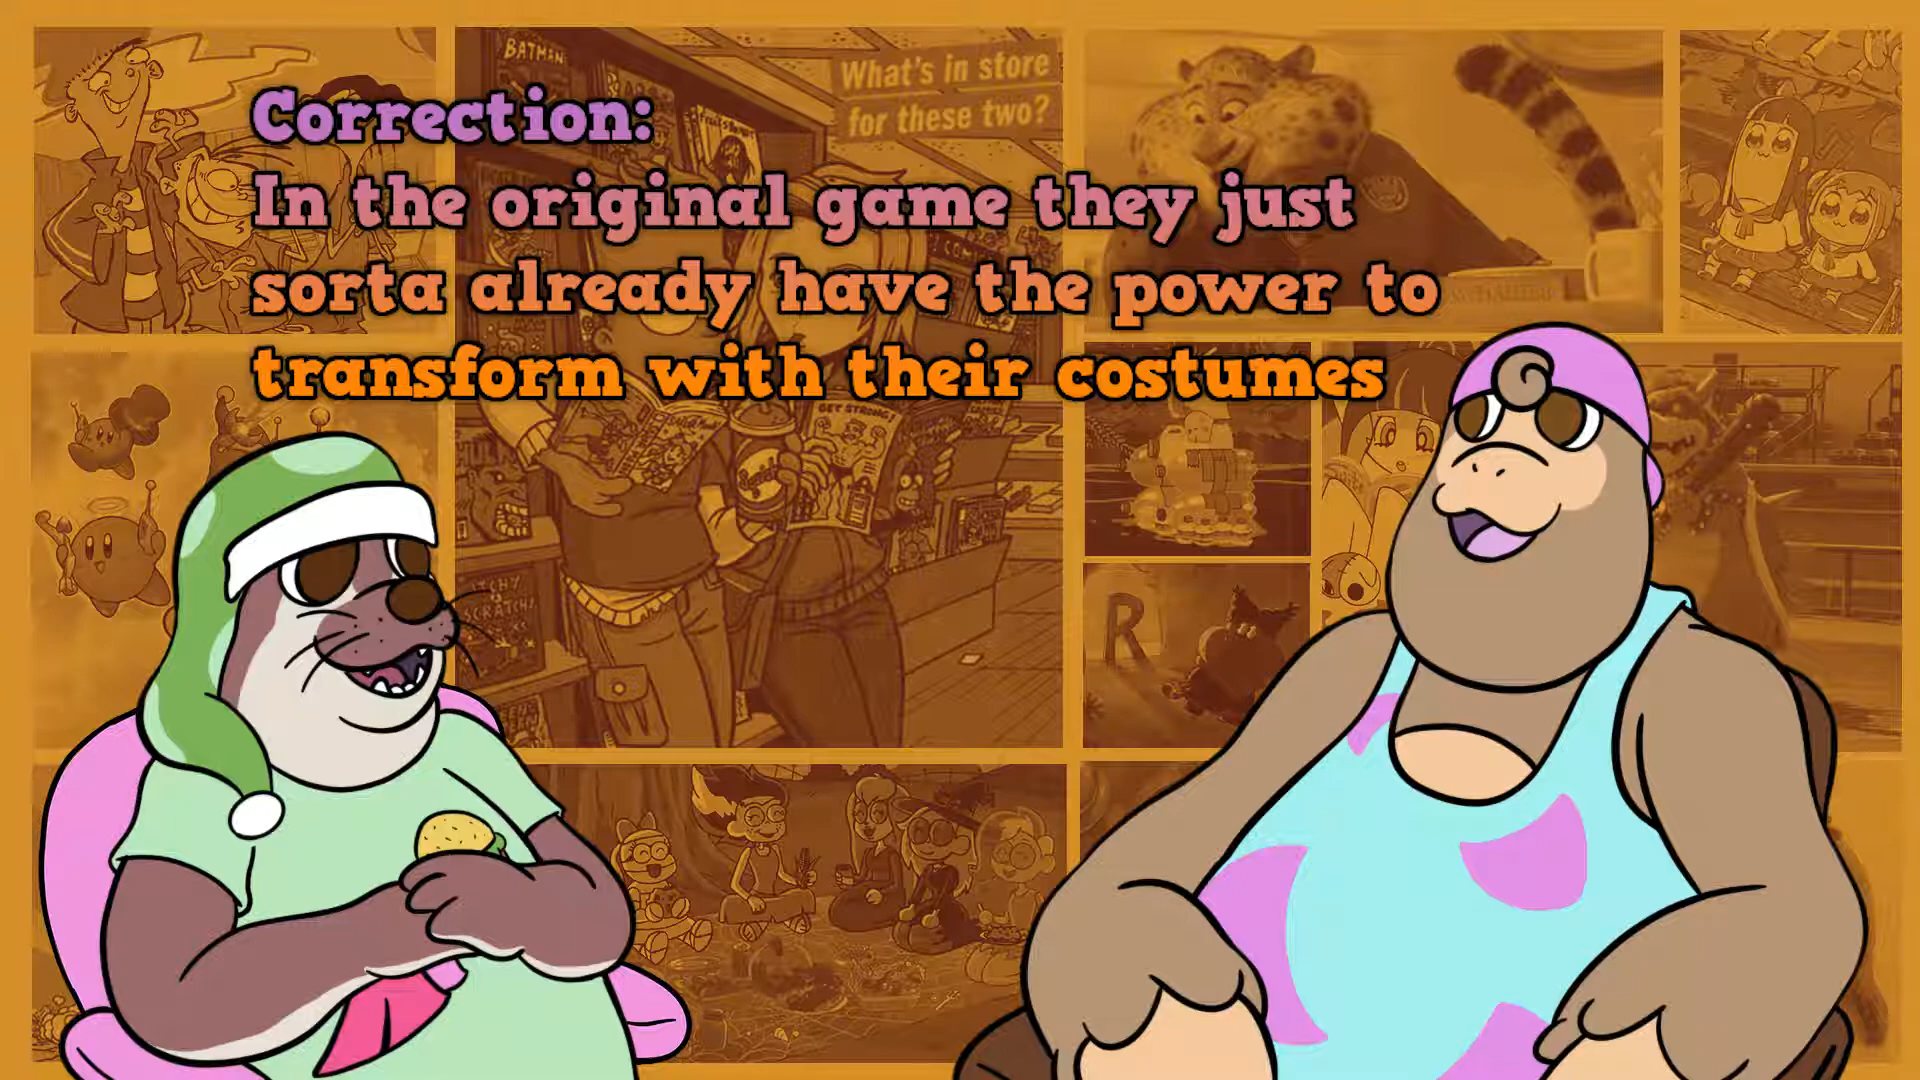 BATMAN
What's in store
for these two?
Correction:
In the original game they just
sorta already have the power to
transform with their costumes
GET STRONG!
R